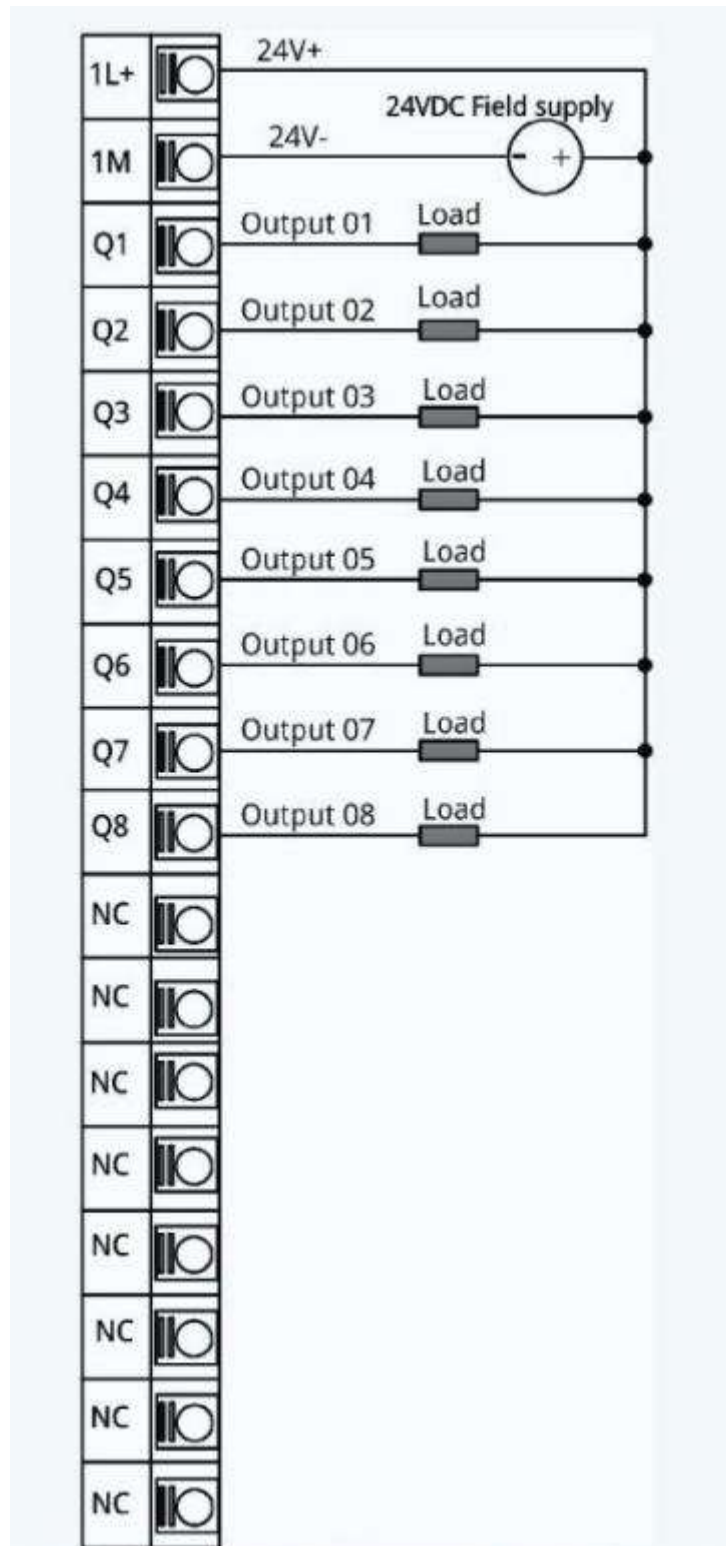 24V+
1L+
24VDC Field supply
24V-
1M
- +
Output 01 Load
Q1
Output 02 Load
Q2
Output 03 Load
Q3
Output 04 Load
Q4
Output 05 Load
Q5
Output 06 Load
Q6
Output 07 Load
Q7
Output 08 Load
Q8
NC
NC
NC
NC
NC
NC
NC
NC